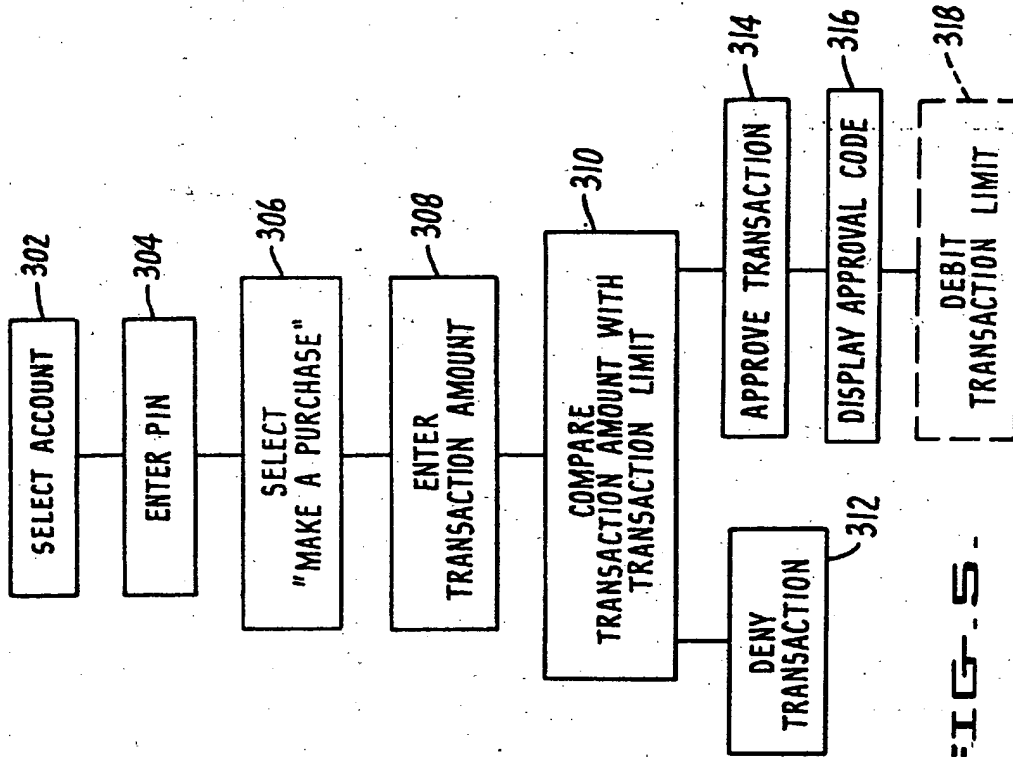 SELECT ACCOUNT
302
ENTER PIN
304
SELECT
"MAKE A PURCHASE"
306
ENTER
TRANSACTION AMOUNT
308
COMPARE
TRANSACTION AMOUNT WITH
TRANSACTION LIMIT
310
DENY
TRANSACTION
312
APPROVE TRANSACTION
314
DISPLAY APPROVAL CODE
316
DEBIT
TRANSACTION LIMIT
318
FIG.5.